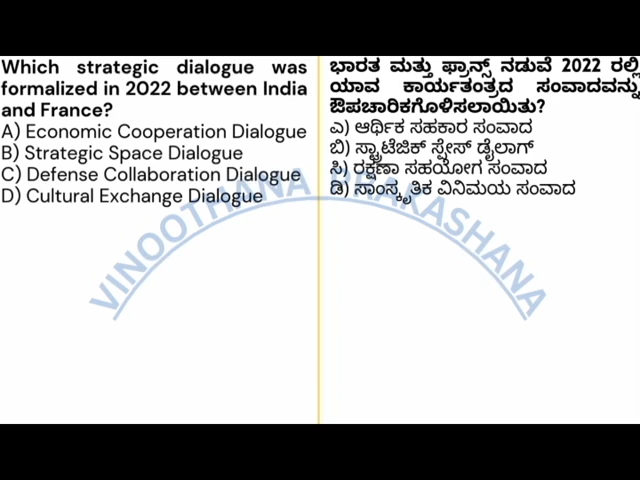 Which strategic dialogue was
formalized in 2022 between India
and France?
A) Economic Cooperation Dialogue
B) Strategic Space Dialogue
C) Defense Collaboration Dialogue
D) Cultural Exchange Dialogue
ಭಾರತ ಮತ್ತು ಫ್ರಾನ್ಸ್ ನಡುವೆ 2022 ರಲ್ಲಿ
ಯಾವ ಕಾರ್ಯತಂತ್ರದ ಸಂವಾದವನ್ನು
ಔಪಚಾರಿಕಗೊಳಿಸಲಾಯಿತು?
ಎ) ಆರ್ಥಿಕ ಸಹಕಾರ ಸಂವಾದ
ಬಿ) ಸ್ಟ್ರಾಟೆಜಿಕ್ ಸ್ಪೇಸ್ ಡೈಲಾಗ್
ಸಿ) ರಕ್ಷಣಾ ಸಹಯೋಗ ಸಂವಾದ
ಡಿ) ಸಾಂಸ್ಕೃತಿಕ ವಿನಿಮಯ ಸಂವಾದ
VINOOTHANA PRAKASHANA